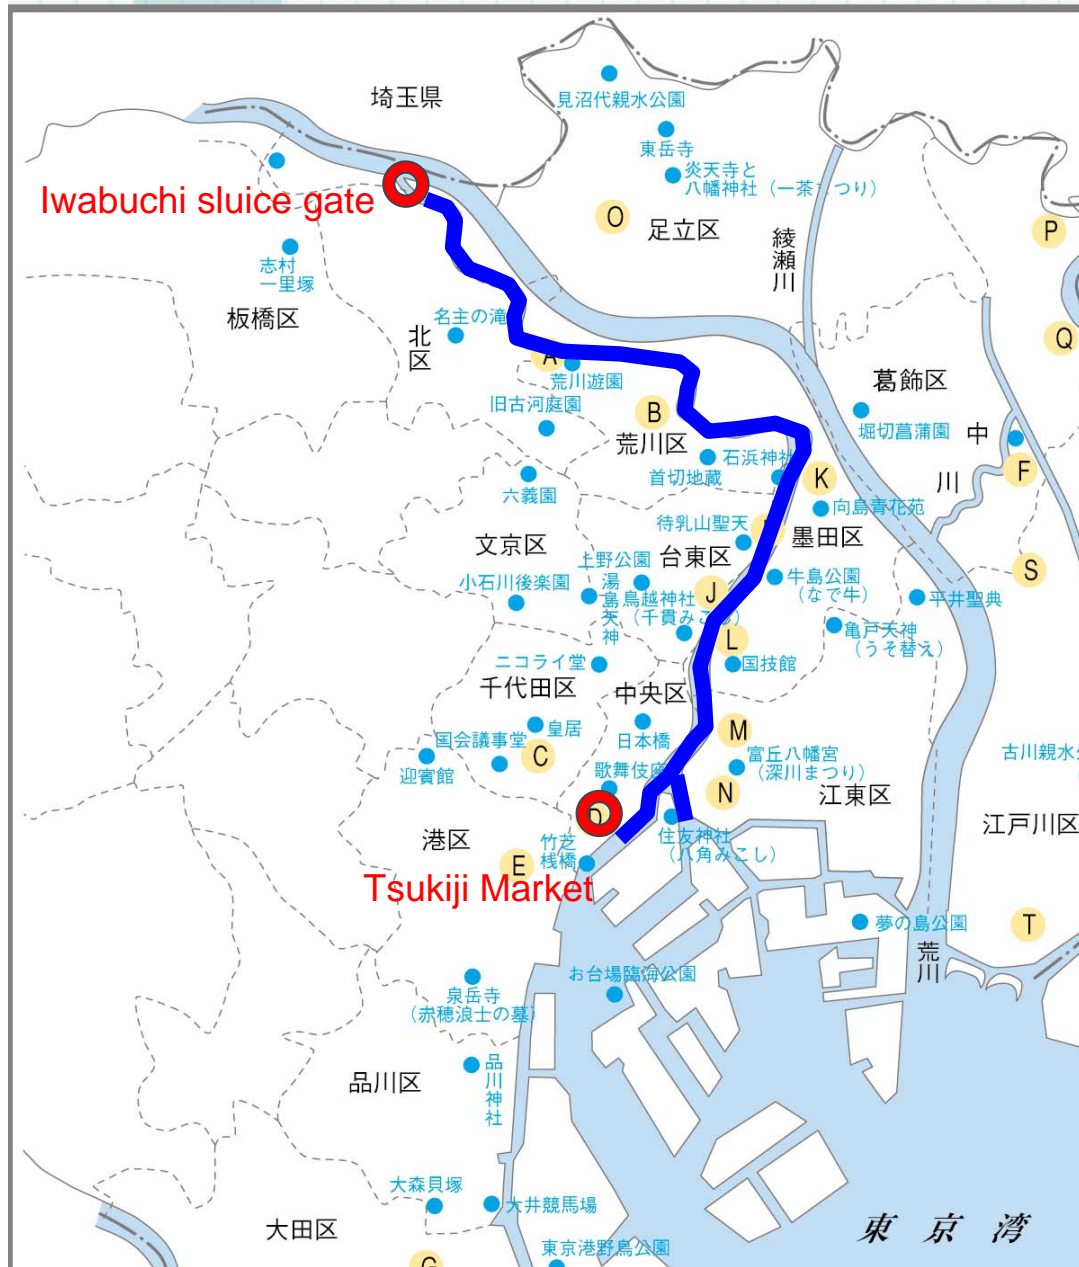 埼玉県
見沼代親水公園
東岳寺
炎天寺と
八幡神社（一茶まつり）
Iwabuchi sluice gate
O
足立区
P
綾瀬川
志村
一里塚
板橋区
北区
名主の滝
A
Q
荒川遊園
葛飾区
旧古河庭園
B
荒川区
堀切菖蒲園
中川
石浜神社
首切地蔵
K
F
六義園
向島青花苑
待乳山聖天
墨田区
文京区
上野公園
台東区
S
小石川後楽園
湯島天神
鳥越神社
（千貫みこし）
J
牛島公園
（なで牛）
平井聖典
亀戸天神
（うそ替え）
L
ニコライ堂
国技館
千代田区
中央区
皇居
日本橋
M
国会議事堂
C
迎賓館
歌舞伎座
富丘八幡宮
（深川まつり）
古川親水公
N
江東区
D
港区
竹芝
桟橋
住友神社
（八角みこし）
江戸川区
E
Tsukiji Market
夢の島公園
T
荒川
お台場臨海公園
泉岳寺
（赤穂浪士の墓）
品川区
品川神社
大森貝塚
大井競馬場
大田区
東京湾
東京港野鳥公園
G